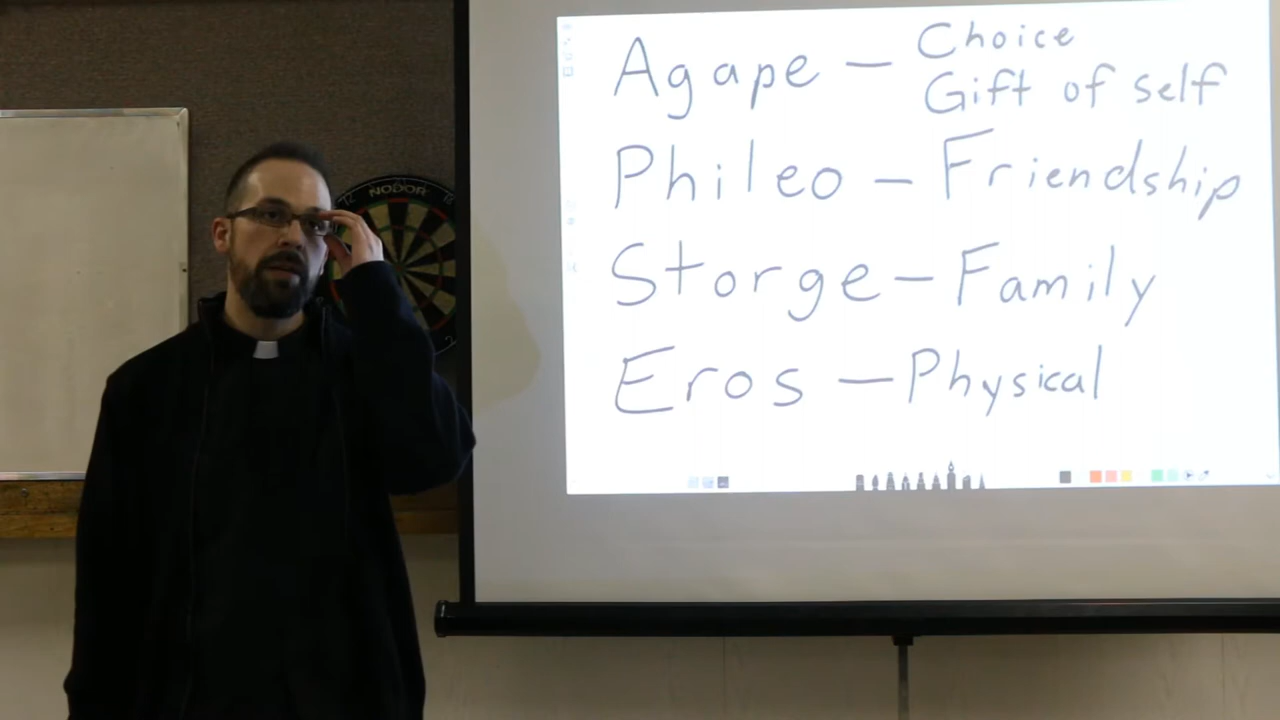 Agape — Choice
Gift of self
Phileo — Friendship
Storge — Family
Eros — Physical
NODOR